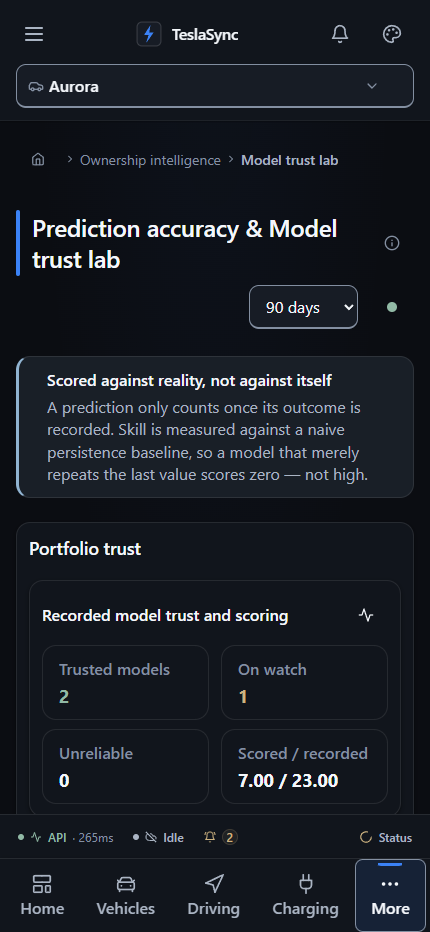 TeslaSync
Aurora
Ownership intelligence
Model trust lab
Prediction accuracy & Model
trust lab
90 days
Scored against reality, not against itself
A prediction only counts once its outcome is
recorded. Skill is measured against a naive
persistence baseline, so a model that merely
repeats the last value scores zero — not high.
Portfolio trust
Recorded model trust and scoring
Trusted models
2
On watch
1
Unreliable
0
Scored / recorded
7.00 / 23.00
API · 265ms
Idle
2
Status
Home
Vehicles
Driving
Charging
More